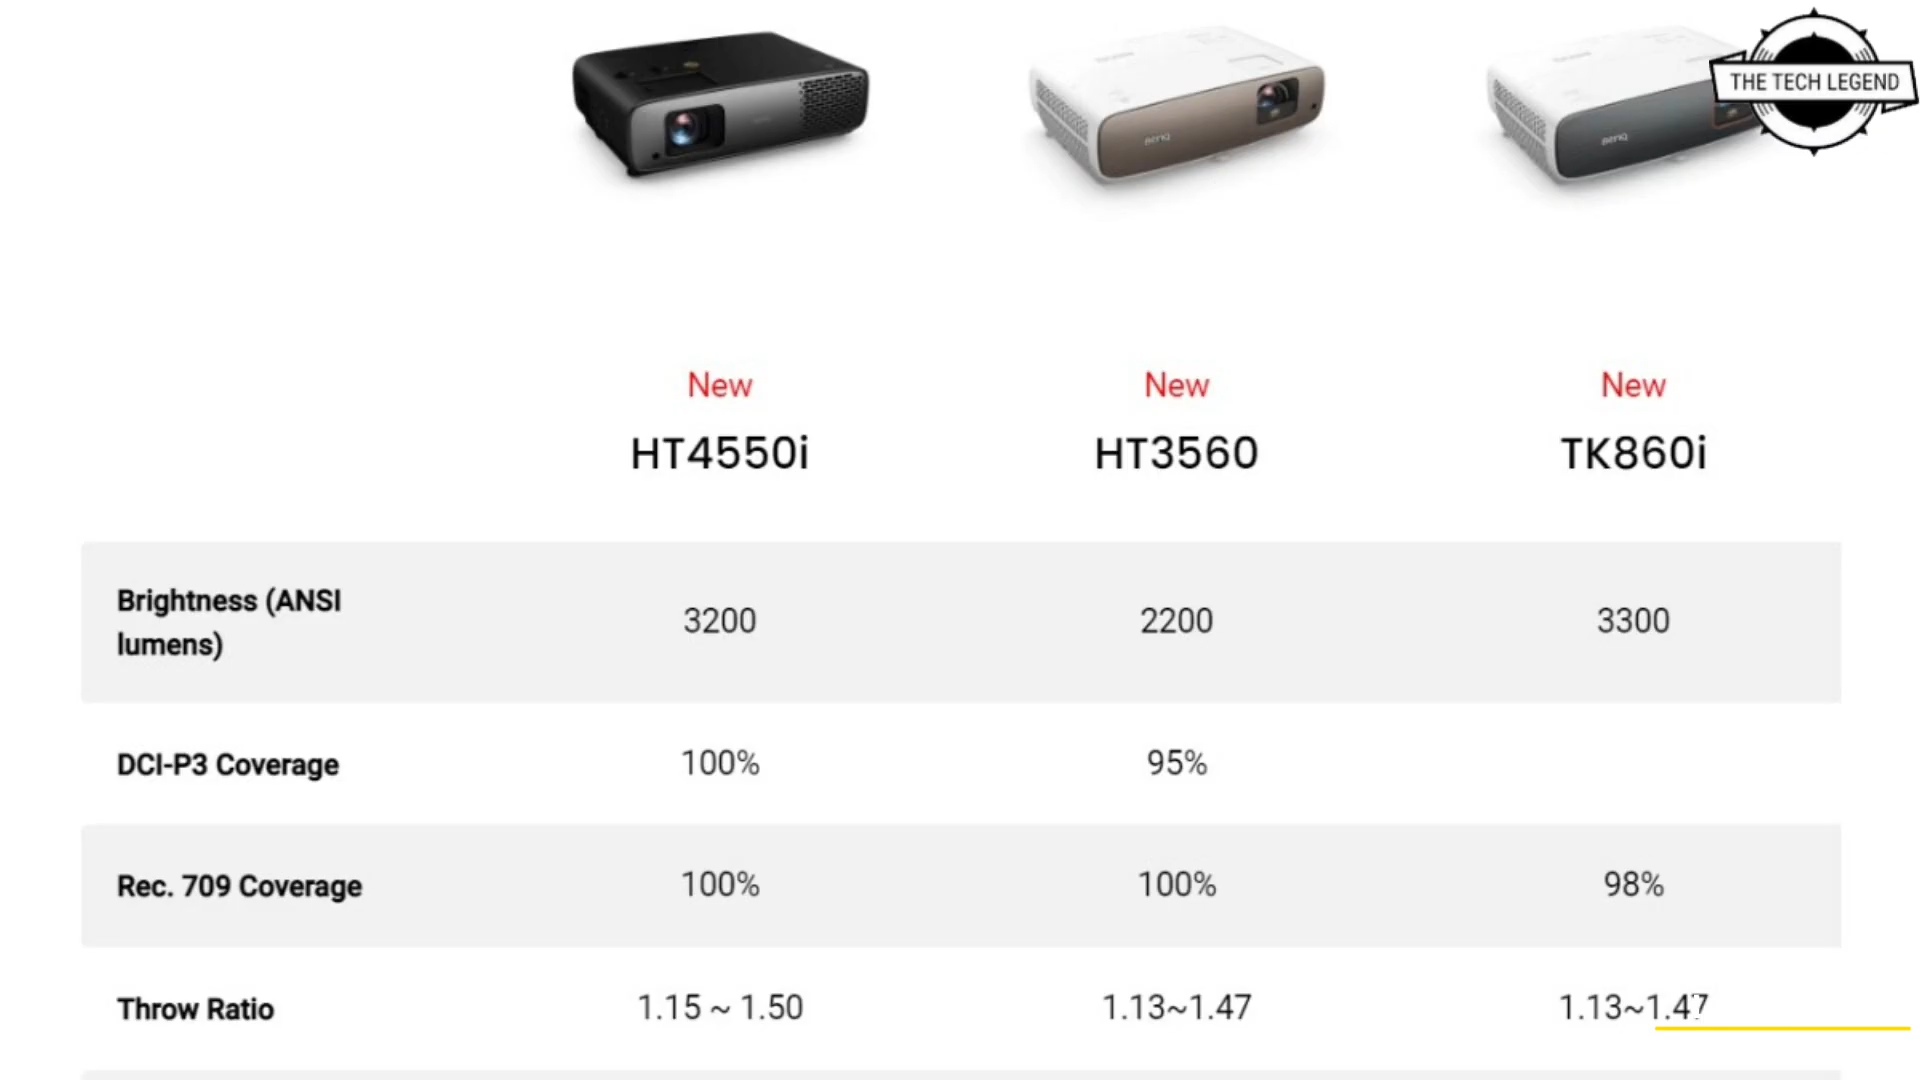 THE TECH LEGEND
BenQ
BenQ
New
New
New
HT4550i
HT3560
TK860i
Brightness (ANSI
lumens)
3200
2200
3300
DCI-P3 Coverage
100%
95%
Rec. 709 Coverage
100%
100%
98%
Throw Ratio
1.15 ~ 1.50
1.13~1.47
1.13~1.47